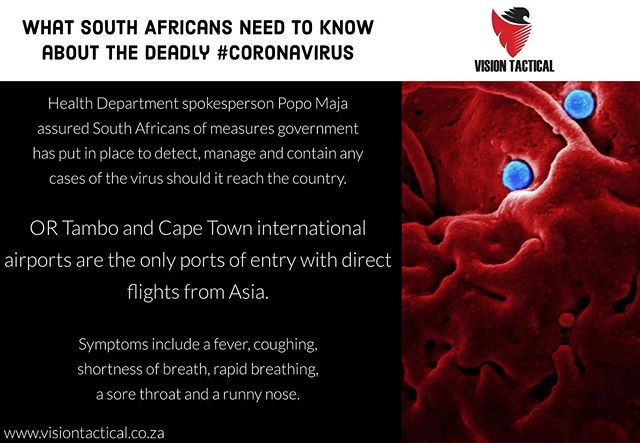 WHAT SOUTH AFRICANS NEED TO KNOW
ABOUT THE DEADLY #CORONAVIRUS
VISION TACTICAL
Health Department spokesperson Popo Maja
assured South Africans of measures government
has put in place to detect, manage and contain any
cases of the virus should it reach the country.
OR Tambo and Cape Town international
airports are the only ports of entry with direct
flights from Asia.
Symptoms include a fever, coughing,
shortness of breath, rapid breathing,
a sore throat and a runny nose.
www.visiontactical.co.za